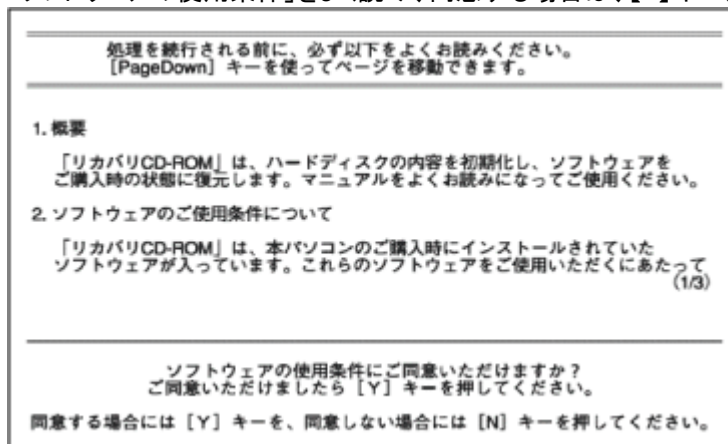 処理を続行される前に、必ず以下をよくお読みください。
［PageDown］キーを使ってページを移動できます。
1. 概要
「リカバリCD-ROM」は、ハードディスクの内容を初期化し、ソフトウェアを
ご購入時の状態に復元します。マニュアルをよくお読みになってご使用ください。
2. ソフトウェアのご使用条件について
「リカバリCD-ROM」は、本パソコンのご購入時にインストールされていた
ソフトウェアが入っています。これらのソフトウェアをご使用いただくにあたって
(1/3)
ソフトウェアの使用条件にご同意いただけますか？
ご同意いただけましたら［Y］キーを押してください。
同意する場合には［Y］キーを、同意しない場合には［N］キーを押してください。